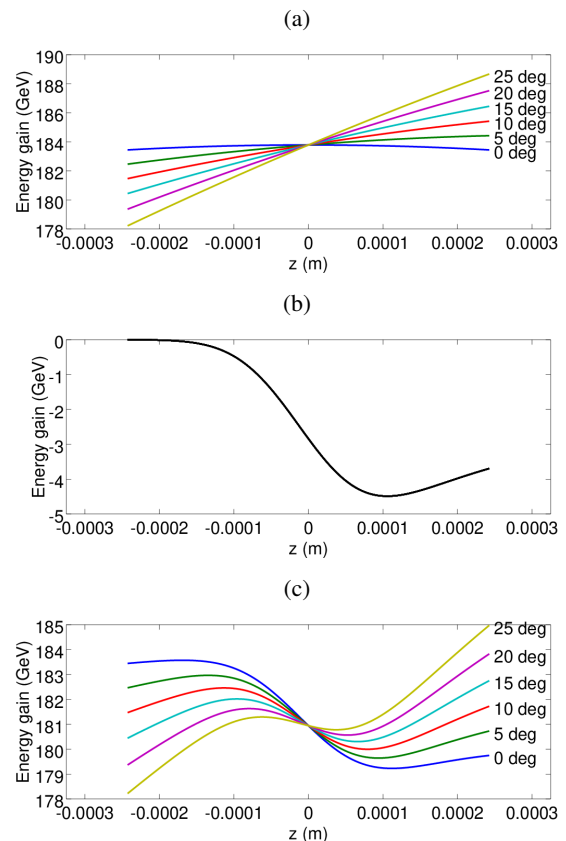 (a)
190
188
186
184
182
180
178
Energy gain (GeV)
25 deg
20 deg
15 deg
10 deg
5 deg
0 deg
-0.0003 -0.0002 -0.0001 0 0.0001 0.0002 0.0003
z (m)
(b)
0
-1
-2
-3
-4
-5
Energy gain (GeV)
-0.0003 -0.0002 -0.0001 0 0.0001 0.0002 0.0003
z (m)
(c)
185
184
183
182
181
180
179
178
Energy gain (GeV)
25 deg
20 deg
15 deg
10 deg
5 deg
0 deg
-0.0003 -0.0002 -0.0001 0 0.0001 0.0002 0.0003
z (m)